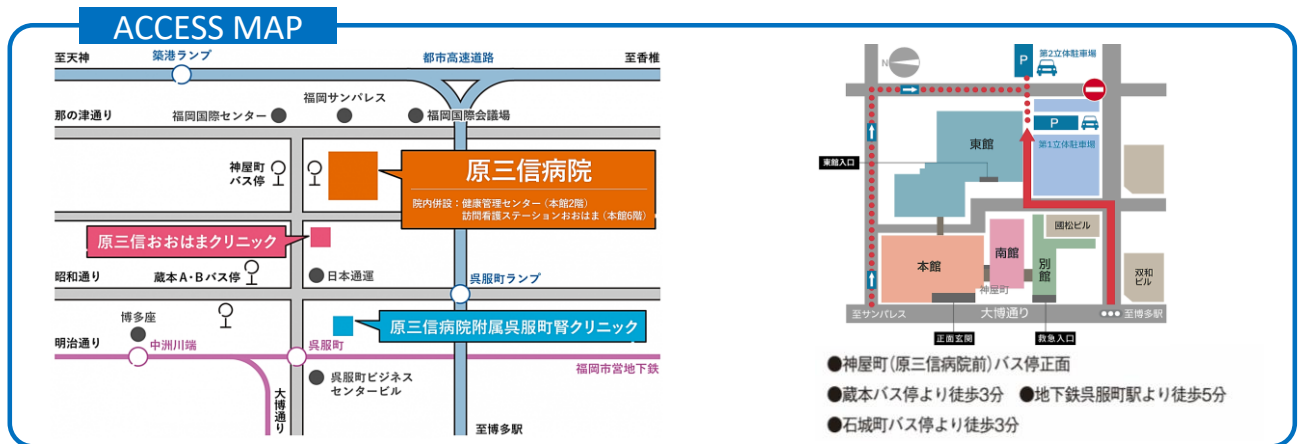 ACCESS MAP
至天神
築港ランプ
都市高速道路
至香椎
福岡サンパレス
那の津通り
福岡国際センター
福岡国際会議場
神屋町
バス停
原三信病院
院内併設：健康管理センター（本館2階）
訪問看護ステーションおおはま（本館6階）
原三信おおはまクリニック
昭和通り
蔵本A・Bバス停
日本通運
呉服町ランプ
博多座
原三信病院附属呉服町腎クリニック
明治通り
中洲川端
呉服町
福岡市営地下鉄
呉服町ビジネス
センタービル
大博通り
至博多駅
第2立体駐車場
P
N
P
第1立体駐車場
東館
東館入口
國松ビル
南館
本館
別館
双和
ビル
神屋町
至サンパレス
大博通り
至博多駅
正面玄関
救急入口
●神屋町（原三信病院前）バス停正面
●蔵本バス停より徒歩3分 ●地下鉄呉服町駅より徒歩5分
●石城町バス停より徒歩3分